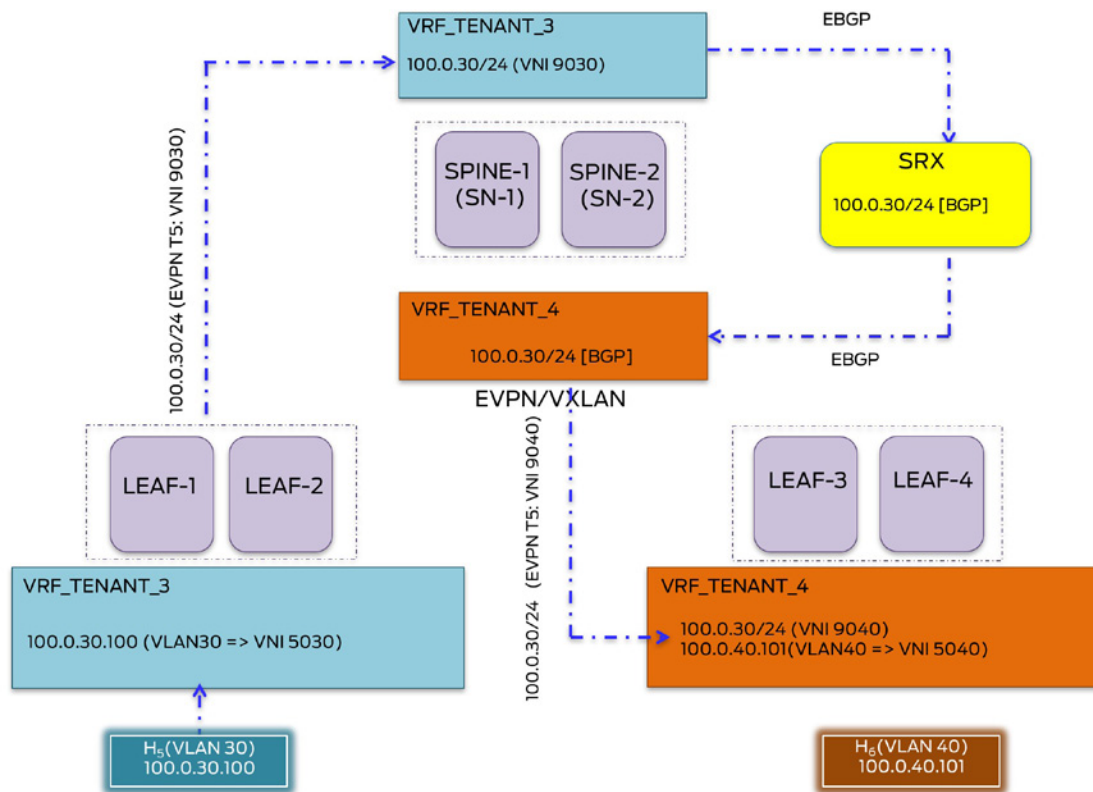 EBGP
VRF_TENANT_3
100.0.30/24 (VNI 9030)
100.0.30/24 (EVPN T5: VNI 9030)
SPINE-1
(SN-1)
SPINE-2
(SN-2)
SRX
100.0.30/24 [BGP]
VRF_TENANT_4
100.0.30/24 [BGP]
EBGP
EVPN/VXLAN
100.0.30/24 (EVPN T5: VNI 9040)
LEAF-1
LEAF-2
LEAF-3
LEAF-4
VRF_TENANT_3
100.0.30.100 (VLAN30 => VNI 5030)
VRF_TENANT_4
100.0.30/24 (VNI 9040)
100.0.40.101(VLAN40 => VNI 5040)
H₅(VLAN 30)
100.0.30.100
H₆(VLAN 40)
100.0.40.101